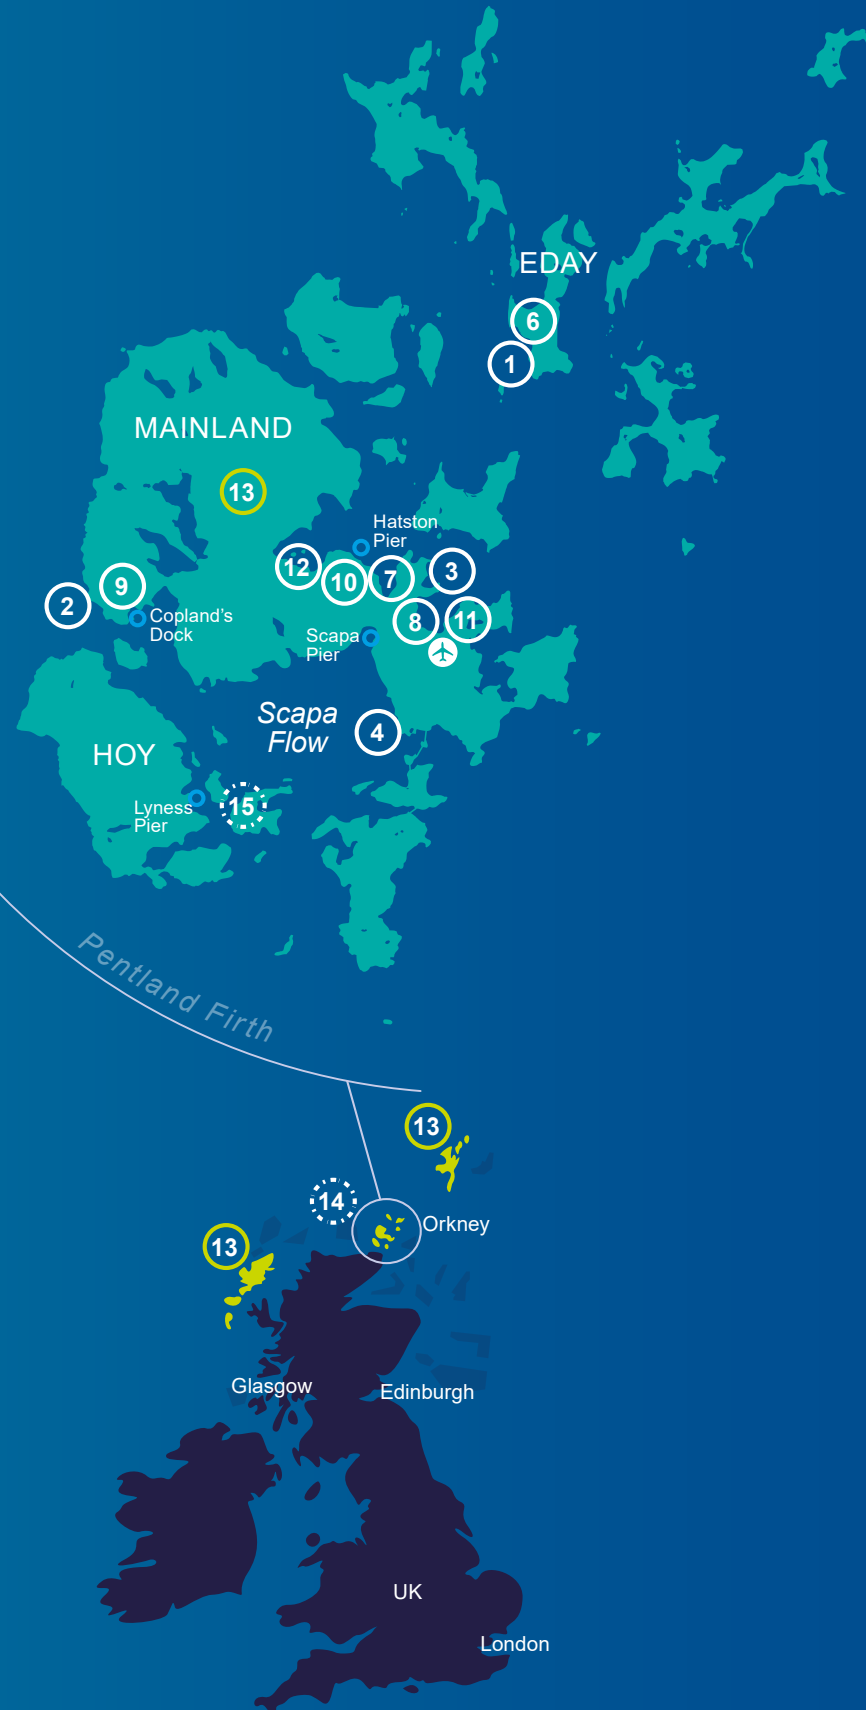 EDAY
6
1
MAINLAND
13
Hatston
Pier
12
10
7
3
9
2
Copland's
Dock
8
11
Scapa
Pier
Scapa
Flow
4
HOY
Lyness
Pier
15
Pentland Firth
13
14
Orkney
13
Glasgow
Edinburgh
UK
London